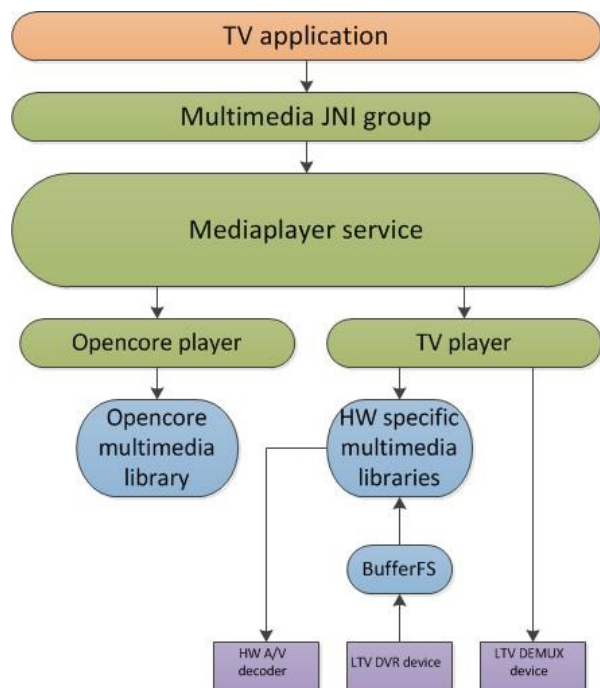 TV application
Multimedia JNI group
Mediaplayer service
Opencore player
TV player
Opencore
multimedia
library
HW specific
multimedia
libraries
BufferFS
HW A/V
decoder
LTV DVR device
LTV DEMUX
device